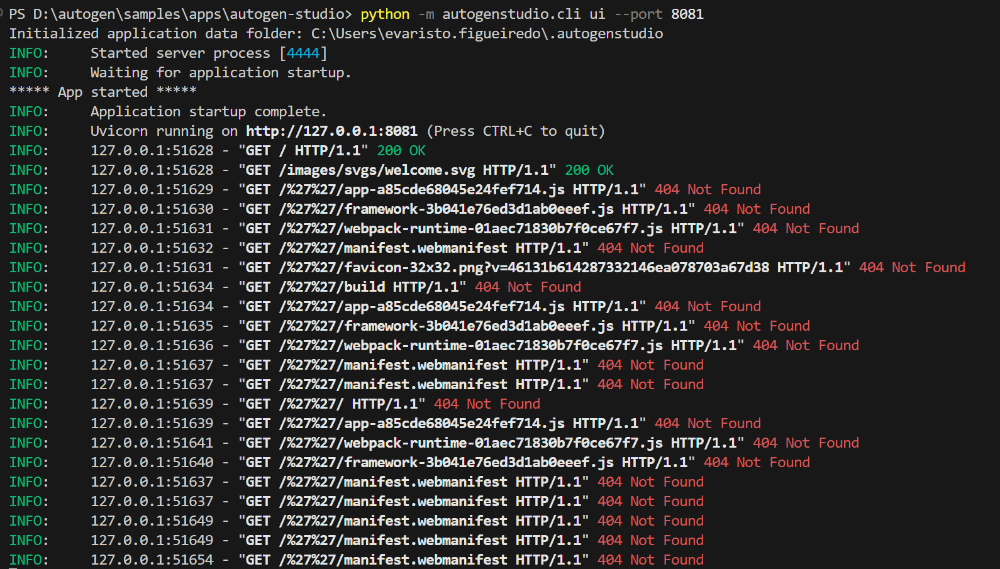 PS D:\autogen\samples\apps\autogen-studio> python -m autogenstudio.cli ui --port 8081
Initialized application data folder: C:\Users\evaristo.figueiredo\.autogenstudio
INFO:     Started server process [4444]
INFO:     Waiting for application startup.
***** App started *****
INFO:     Application startup complete.
INFO:     Uvicorn running on http://127.0.0.1:8081 (Press CTRL+C to quit)
INFO:     127.0.0.1:51628 - "GET / HTTP/1.1" 200 OK
INFO:     127.0.0.1:51628 - "GET /images/svgs/welcome.svg HTTP/1.1" 200 OK
INFO:     127.0.0.1:51629 - "GET /%27%27/app-a85cde68045e24fef714.js HTTP/1.1" 404 Not Found
INFO:     127.0.0.1:51630 - "GET /%27%27/framework-3b041e76ed3d1ab0eeef.js HTTP/1.1" 404 Not Found
INFO:     127.0.0.1:51631 - "GET /%27%27/webpack-runtime-01aec71830b7f0ce67f7.js HTTP/1.1" 404 Not Found
INFO:     127.0.0.1:51632 - "GET /%27%27/manifest.webmanifest HTTP/1.1" 404 Not Found
INFO:     127.0.0.1:51631 - "GET /%27%27/favicon-32x32.png?v=46131b614287332146ea078703a67d38 HTTP/1.1" 404 Not Found
INFO:     127.0.0.1:51634 - "GET /%27%27/build HTTP/1.1" 404 Not Found
INFO:     127.0.0.1:51634 - "GET /%27%27/app-a85cde68045e24fef714.js HTTP/1.1" 404 Not Found
INFO:     127.0.0.1:51635 - "GET /%27%27/framework-3b041e76ed3d1ab0eeef.js HTTP/1.1" 404 Not Found
INFO:     127.0.0.1:51636 - "GET /%27%27/webpack-runtime-01aec71830b7f0ce67f7.js HTTP/1.1" 404 Not Found
INFO:     127.0.0.1:51637 - "GET /%27%27/manifest.webmanifest HTTP/1.1" 404 Not Found
INFO:     127.0.0.1:51637 - "GET /%27%27/manifest.webmanifest HTTP/1.1" 404 Not Found
INFO:     127.0.0.1:51639 - "GET /%27%27/ HTTP/1.1" 404 Not Found
INFO:     127.0.0.1:51639 - "GET /%27%27/app-a85cde68045e24fef714.js HTTP/1.1" 404 Not Found
INFO:     127.0.0.1:51641 - "GET /%27%27/webpack-runtime-01aec71830b7f0ce67f7.js HTTP/1.1" 404 Not Found
INFO:     127.0.0.1:51640 - "GET /%27%27/framework-3b041e76ed3d1ab0eeef.js HTTP/1.1" 404 Not Found
INFO:     127.0.0.1:51637 - "GET /%27%27/manifest.webmanifest HTTP/1.1" 404 Not Found
INFO:     127.0.0.1:51637 - "GET /%27%27/manifest.webmanifest HTTP/1.1" 404 Not Found
INFO:     127.0.0.1:51649 - "GET /%27%27/manifest.webmanifest HTTP/1.1" 404 Not Found
INFO:     127.0.0.1:51649 - "GET /%27%27/manifest.webmanifest HTTP/1.1" 404 Not Found
INFO:     127.0.0.1:51654 - "GET /%27%27/manifest.webmanifest HTTP/1.1" 404 Not Found